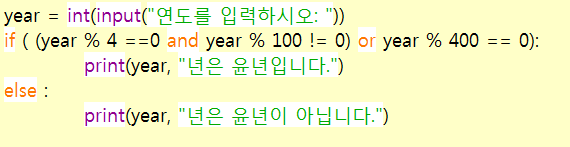 year = int(input("연도를 입력하시오: "))
if ( (year % 4 ==0 and year % 100 != 0) or year % 400 == 0):
        print(year, "년은 윤년입니다.")
else :
        print(year, "년은 윤년이 아닙니다.")